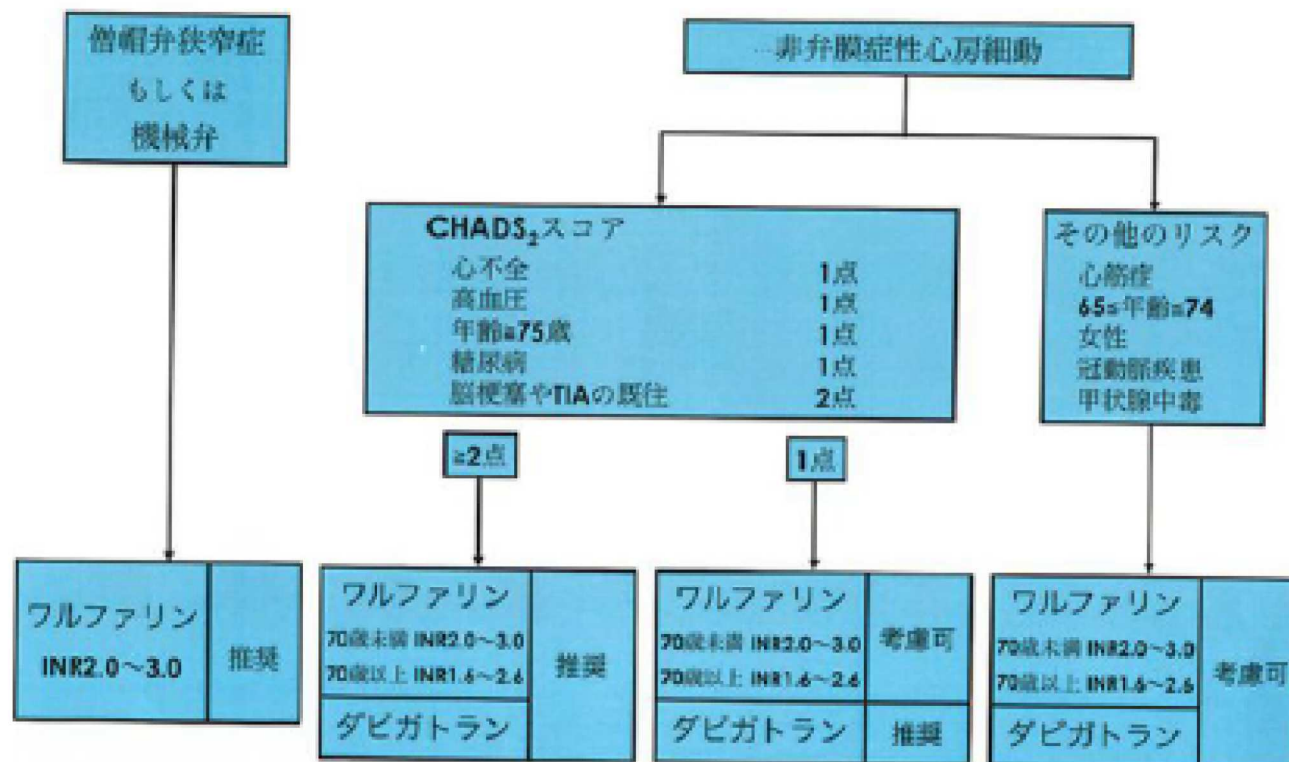 僧帽弁狭窄症
もしくは
機械弁
非弁膜症性心房細動
CHADS₂スコア
心不全 1点
高血圧 1点
年齢≧75歳 1点
糖尿病 1点
脳梗塞やTIAの既往 2点
その他のリスク
心筋症
65≦年齢≦74
女性
冠動脈疾患
甲状腺中毒
≧2点
1点
ワルファリン
INR2.0～3.0
推奨
ワルファリン
70歳未満 INR2.0～3.0
70歳以上 INR1.6～2.6
ダビガトラン
推奨
ワルファリン
70歳未満 INR2.0～3.0
70歳以上 INR1.6～2.6
考慮可
ダビガトラン
推奨
ワルファリン
70歳未満 INR2.0～3.0
70歳以上 INR1.6～2.6
ダビガトラン
考慮可